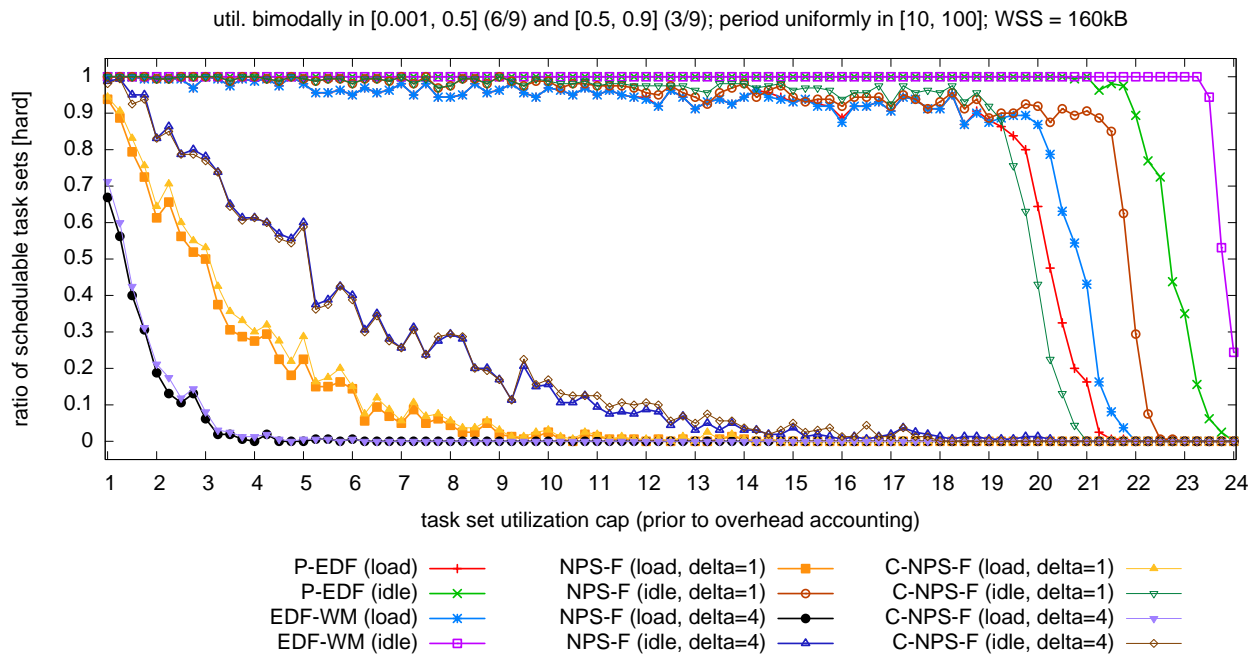 util. bimodally in [0.001, 0.5] (6/9) and [0.5, 0.9] (3/9); period uniformly in [10, 100]; WSS = 160kB
ratio of schedulable task sets [hard]
1
0.9
0.8
0.7
0.6
0.5
0.4
0.3
0.2
0.1
0
1 2 3 4 5 6 7 8 9 10 11 12 13 14 15 16 17 18 19 20 21 22 23 24
task set utilization cap (prior to overhead accounting)
P-EDF (load)
P-EDF (idle)
EDF-WM (load)
EDF-WM (idle)
NPS-F (load, delta=1)
NPS-F (idle, delta=1)
NPS-F (load, delta=4)
NPS-F (idle, delta=4)
C-NPS-F (load, delta=1)
C-NPS-F (idle, delta=1)
C-NPS-F (load, delta=4)
C-NPS-F (idle, delta=4)